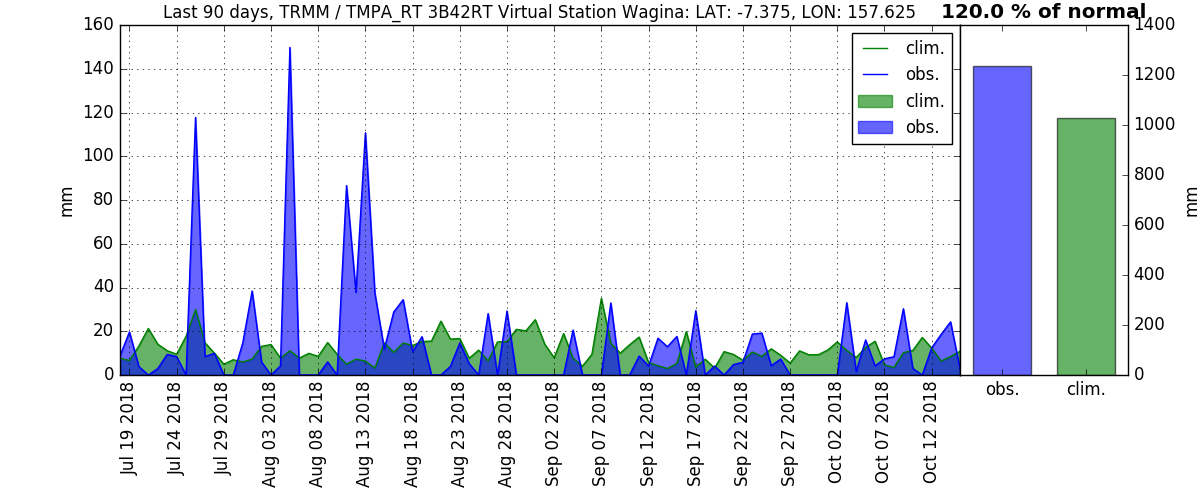 Last 90 days, TRMM / TMPA_RT 3B42RT Virtual Station Wagina: LAT: -7.375, LON: 157.625
120.0 % of normal
160
140
120
100
80
60
40
20
0
mm
clim.
obs.
clim.
obs.
Jul 19 2018
Jul 24 2018
Jul 29 2018
Aug 03 2018
Aug 08 2018
Aug 13 2018
Aug 18 2018
Aug 23 2018
Aug 28 2018
Sep 02 2018
Sep 07 2018
Sep 12 2018
Sep 17 2018
Sep 22 2018
Sep 27 2018
Oct 02 2018
Oct 07 2018
Oct 12 2018
1400
1200
1000
800
600
400
200
0
mm
obs.
clim.